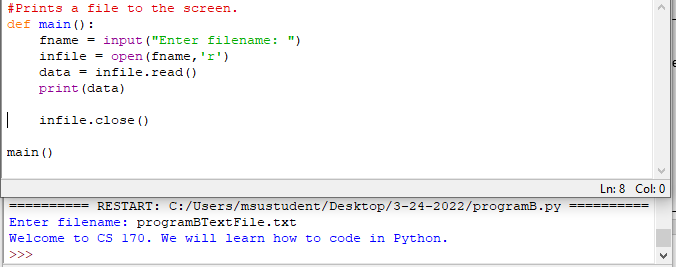 #Prints a file to the screen.
def main():
    fname = input("Enter filename: ")
    infile = open(fname,'r')
    data = infile.read()
    print(data)

    infile.close()

main()
Ln: 8 Col: 0
========== RESTART: C:/Users/msustudent/Desktop/3-24-2022/programB.py ==========
Enter filename: programBTextFile.txt
Welcome to CS 170. We will learn how to code in Python.
>>>